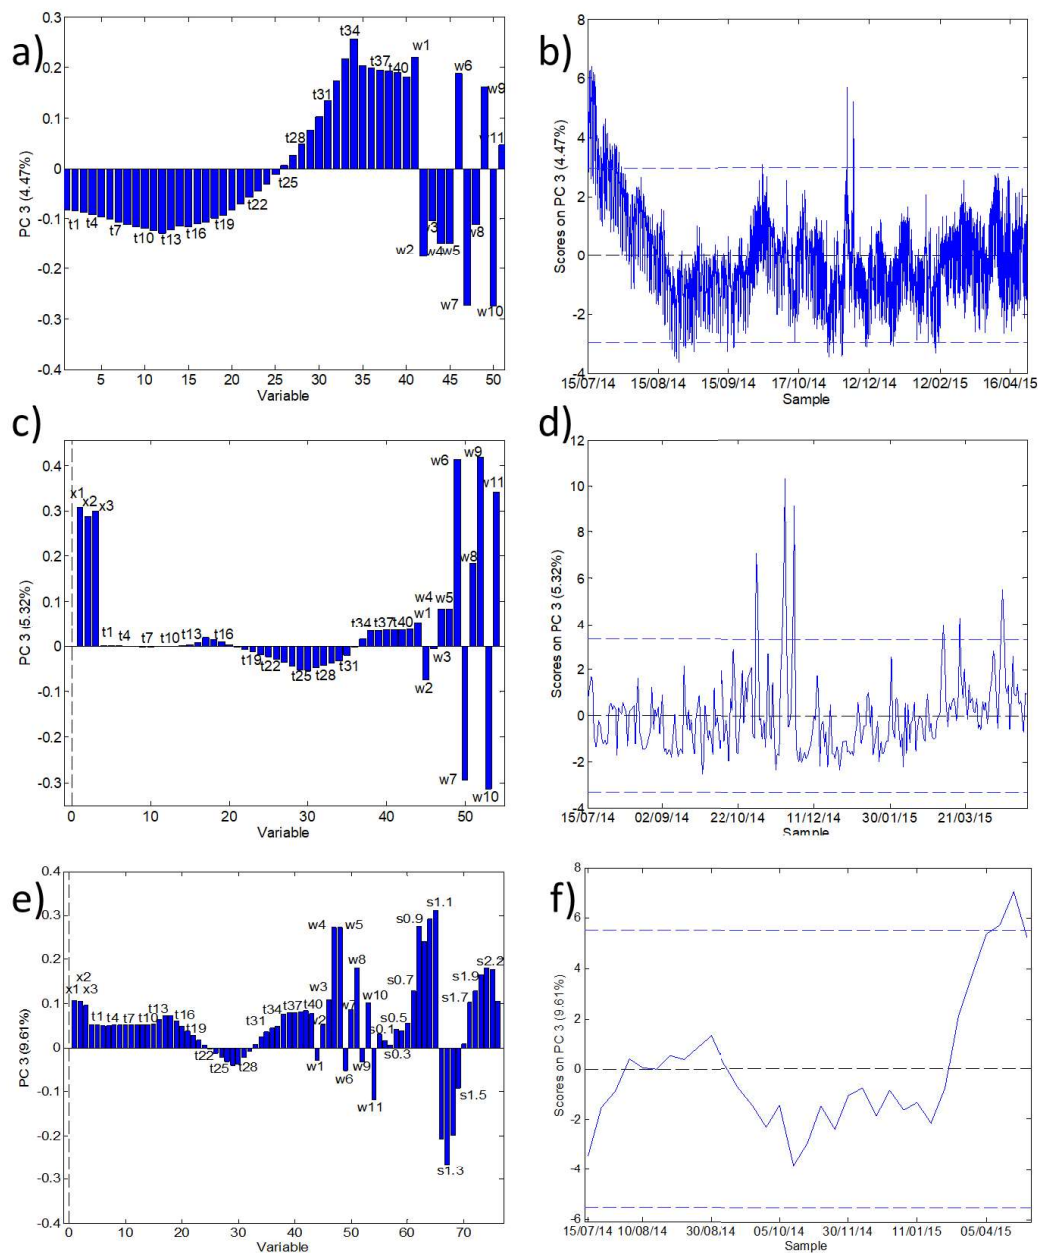 a)
PC 3 (4.47%)
0.3
0.2
0.1
0
-0.1
-0.2
-0.3
-0.4
t1 t4 t7 t10 t13 t16 t19 t22 t25 t28 t31 t34 t37 t40 w1 w2 w3 w4 w5 w6 w7 w8 w9 w10 w11
5 10 15 20 25 30 35 40 45 50
Variable
b)
Scores on PC 3 (4.47%)
8
6
4
2
0
-2
-4
15/07/14 15/08/14 15/09/14 17/10/14 12/12/14 12/02/15 16/04/15
Sample
c)
PC 3 (5.32%)
0.4
0.3
0.2
0.1
0
-0.1
-0.2
-0.3
x1 x2 x3 t1 t4 t7 t10 t13 t16 t19 t22 t25 t28 t31 t34 t37 t40 w1 w2 w3 w4 w5 w6 w7 w8 w9 w10 w11
0 10 20 30 40 50
Variable
d)
Scores on PC 3 (5.32%)
12
10
8
6
4
2
0
-2
-4
15/07/14 02/09/14 22/10/14 11/12/14 30/01/15 21/03/15
Sample
e)
PC 3 (9.61%)
0.4
0.3
0.2
0.1
0
-0.1
-0.2
-0.3
-0.4
x1 x2 x3 t1 t4 t7 t10 t13 t16 t19 t22 t25 t28 t31 t34 t37 t40 w1 w2 w3 w4 w5 w6 w7 w8 w9 w10 w11 s0.1 s0.3 s0.5 s0.7 s0.9 s1.1 s1.3 s1.5 s1.7 s1.9 s2.2
0 10 20 30 40 50 60 70
Variable
f)
Scores on PC 3 (9.61%)
8
6
4
2
0
-2
-4
-6
15/07/14 10/08/14 30/08/14 05/10/14 30/11/14 11/01/15 05/04/15
Sample